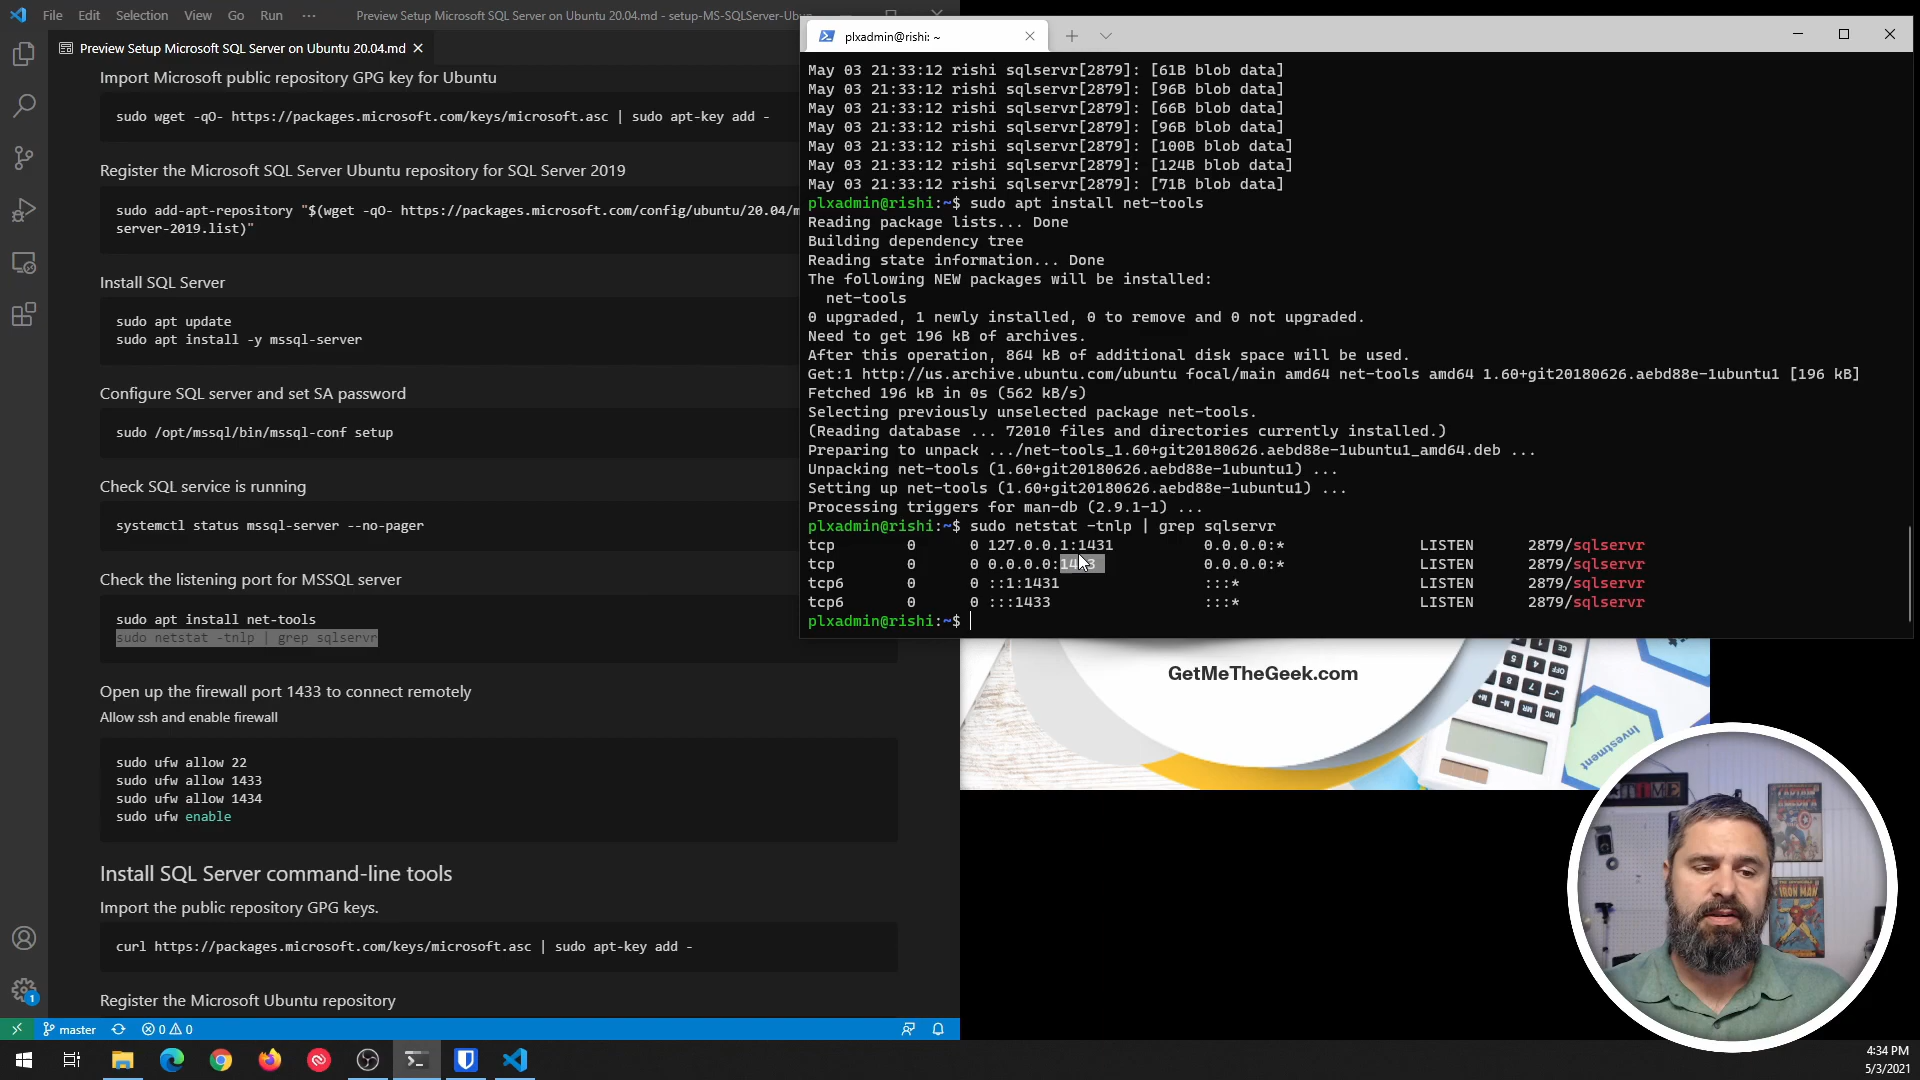 File Edit Selection View Go Run ··· Preview Setup Microsoft SQL Server on Ubuntu 20.04.md - setup-MS-SQLServer-Ubu
Preview Setup Microsoft SQL Server on Ubuntu 20.04.md
Import Microsoft public repository GPG key for Ubuntu
sudo wget -qO- https://packages.microsoft.com/keys/microsoft.asc | sudo apt-key add -
Register the Microsoft SQL Server Ubuntu repository for SQL Server 2019
sudo add-apt-repository "$(wget -qO- https://packages.microsoft.com/config/ubuntu/20.04/m
server-2019.list)"
Install SQL Server
sudo apt update
sudo apt install -y mssql-server
Configure SQL server and set SA password
sudo /opt/mssql/bin/mssql-conf setup
Check SQL service is running
systemctl status mssql-server --no-pager
Check the listening port for MSSQL server
sudo apt install net-tools
sudo netstat -tnlp | grep sqlservr
Open up the firewall port 1433 to connect remotely
Allow ssh and enable firewall
sudo ufw allow 22
sudo ufw allow 1433
sudo ufw allow 1434
sudo ufw enable
Install SQL Server command-line tools
Import the public repository GPG keys.
curl https://packages.microsoft.com/keys/microsoft.asc | sudo apt-key add -
Register the Microsoft Ubuntu repository
1
master 0 0
plxadmin@rishi: ~
May 03 21:33:12 rishi sqlservr[2879]: [61B blob data]
May 03 21:33:12 rishi sqlservr[2879]: [96B blob data]
May 03 21:33:12 rishi sqlservr[2879]: [66B blob data]
May 03 21:33:12 rishi sqlservr[2879]: [96B blob data]
May 03 21:33:12 rishi sqlservr[2879]: [100B blob data]
May 03 21:33:12 rishi sqlservr[2879]: [124B blob data]
May 03 21:33:12 rishi sqlservr[2879]: [71B blob data]
plxadmin@rishi:~$ sudo apt install net-tools
Reading package lists... Done
Building dependency tree
Reading state information... Done
The following NEW packages will be installed:
net-tools
0 upgraded, 1 newly installed, 0 to remove and 0 not upgraded.
Need to get 196 kB of archives.
After this operation, 864 kB of additional disk space will be used.
Get:1 http://us.archive.ubuntu.com/ubuntu focal/main amd64 net-tools amd64 1.60+git20180626.aebd88e-1ubuntu1 [196 kB]
Fetched 196 kB in 0s (562 kB/s)
Selecting previously unselected package net-tools.
(Reading database ... 72010 files and directories currently installed.)
Preparing to unpack .../net-tools_1.60+git20180626.aebd88e-1ubuntu1_amd64.deb ...
Unpacking net-tools (1.60+git20180626.aebd88e-1ubuntu1) ...
Setting up net-tools (1.60+git20180626.aebd88e-1ubuntu1) ...
Processing triggers for man-db (2.9.1-1) ...
plxadmin@rishi:~$ sudo netstat -tnlp | grep sqlservr
tcp 0 0 127.0.0.1:1431 0.0.0.0:* LISTEN 2879/sqlservr
tcp 0 0 0.0.0.0:1433 0.0.0.0:* LISTEN 2879/sqlservr
tcp6 0 0 ::1:1431 :::* LISTEN 2879/sqlservr
tcp6 0 0 :::1433 :::* LISTEN 2879/sqlservr
plxadmin@rishi:~$
GetMeTheGeek.com
Investment
CAPTAIN
IRON MAN
4:34 PM
5/3/2021